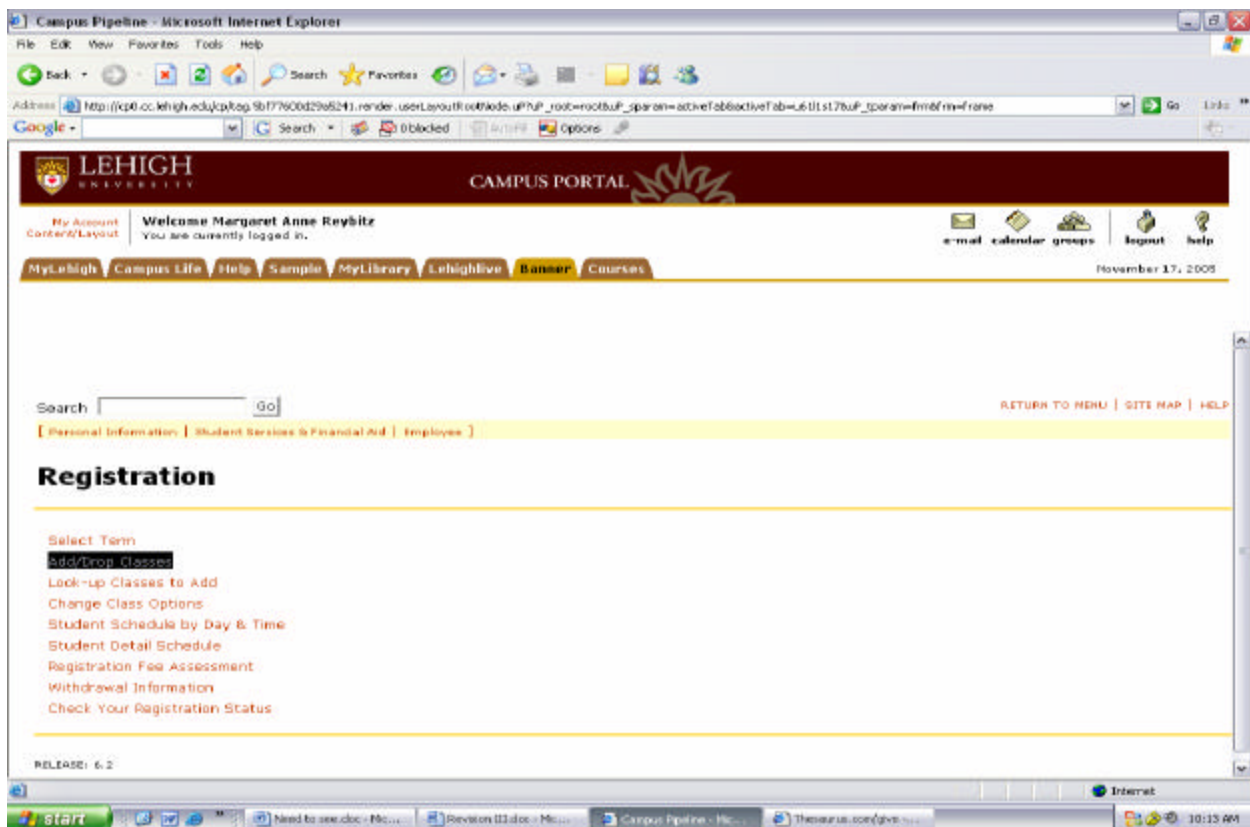 Campus Pipeline - Microsoft Internet Explorer
File Edit View Favorites Tools Help
Back Search Favorites
Address Go Links
Google Search 0 blocked AutoFill Options
LEHIGH
UNIVERSITY
CAMPUS PORTAL
My Account
Content/Layout
Welcome Margaret Anne Reybitz
You are currently logged in.
e-mail calendar groups logout help
MyLehigh Campus Life Help Sample MyLibrary Lehighlive Banner Courses
November 17, 2005
Search Go
RETURN TO MENU | SITE MAP | HELP
[ Personal Information | Student Services & Financial Aid | Employee ]
Registration
Select Term
Add/Drop Classes
Look-up Classes to Add
Change Class Options
Student Schedule by Day & Time
Student Detail Schedule
Registration Fee Assessment
Withdrawal Information
Check Your Registration Status
RELEASE: 6.2
Internet
start Need to see.doc - Mic... Revision III.doc - Mic... Campus Pipeline - Mic... 10:13 AM